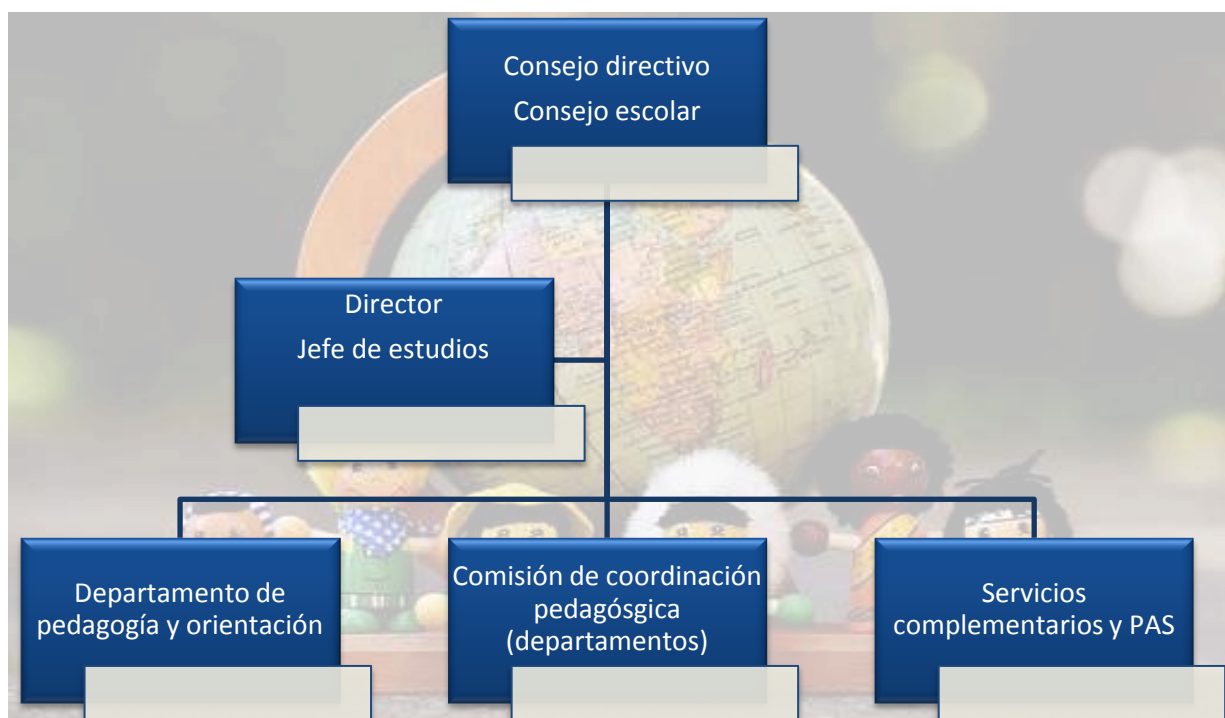 Consejo directivo
Consejo escolar
Director
Jefe de estudios
Departamento de
pedagogía y orientación
Comisión de coordinación
pedagósgica
(departamentos)
Servicios
complementarios y PAS